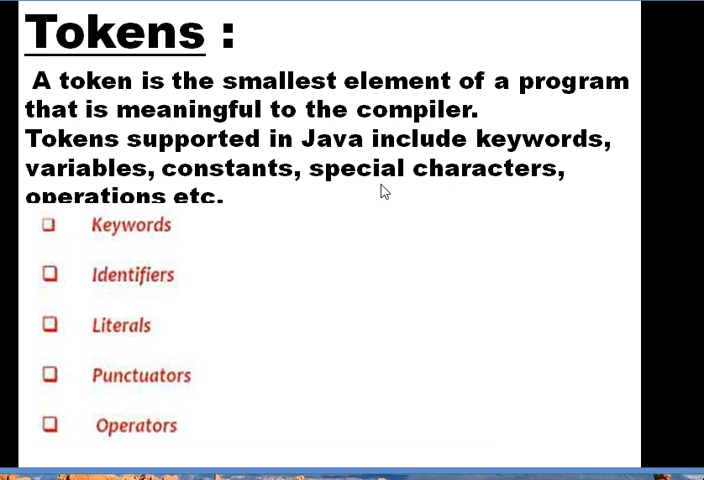 Tokens :
A token is the smallest element of a program
that is meaningful to the compiler.
Tokens supported in Java include keywords,
variables, constants, special characters,
operations etc.
Keywords
Identifiers
Literals
Punctuators
Operators